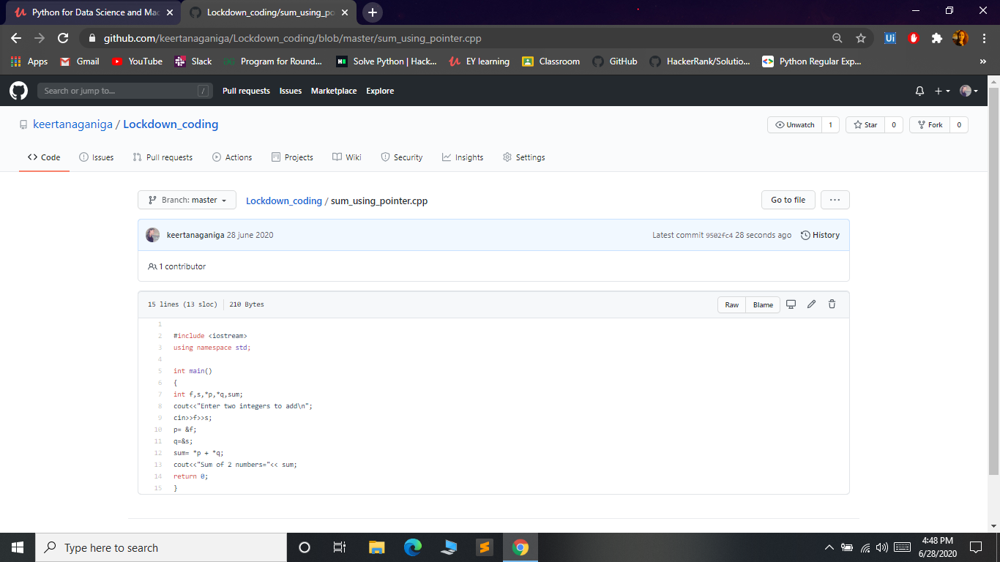 Python for Data Science and Mac
Lockdown_coding/sum_using_po
github.com/keertanaganiga/Lockdown_coding/blob/master/sum_using_pointer.cpp
Apps Gmail YouTube Slack Program for Round... Solve Python | Hack... EY learning Classroom GitHub HackerRank/Solutio... Python Regular Exp... »
Search or jump to... / Pull requests Issues Marketplace Explore
keertanaganiga / Lockdown_coding
Unwatch 1 Star 0 Fork 0
Code Issues Pull requests Actions Projects Wiki Security Insights Settings
Branch: master Lockdown_coding / sum_using_pointer.cpp Go to file ...
keertanaganiga 28 june 2020 Latest commit 9502fc4 28 seconds ago History
1 contributor
15 lines (13 sloc) 210 Bytes Raw Blame
1
2 #include <iostream>
3 using namespace std;
4
5 int main()
6 {
7 int f,s,*p,*q,sum;
8 cout<<"Enter two integers to add\n";
9 cin>>f>>s;
10 p= &f;
11 q=&s;
12 sum= *p + *q;
13 cout<<"Sum of 2 numbers="<< sum;
14 return 0;
15 }
Type here to search
4:48 PM
6/28/2020